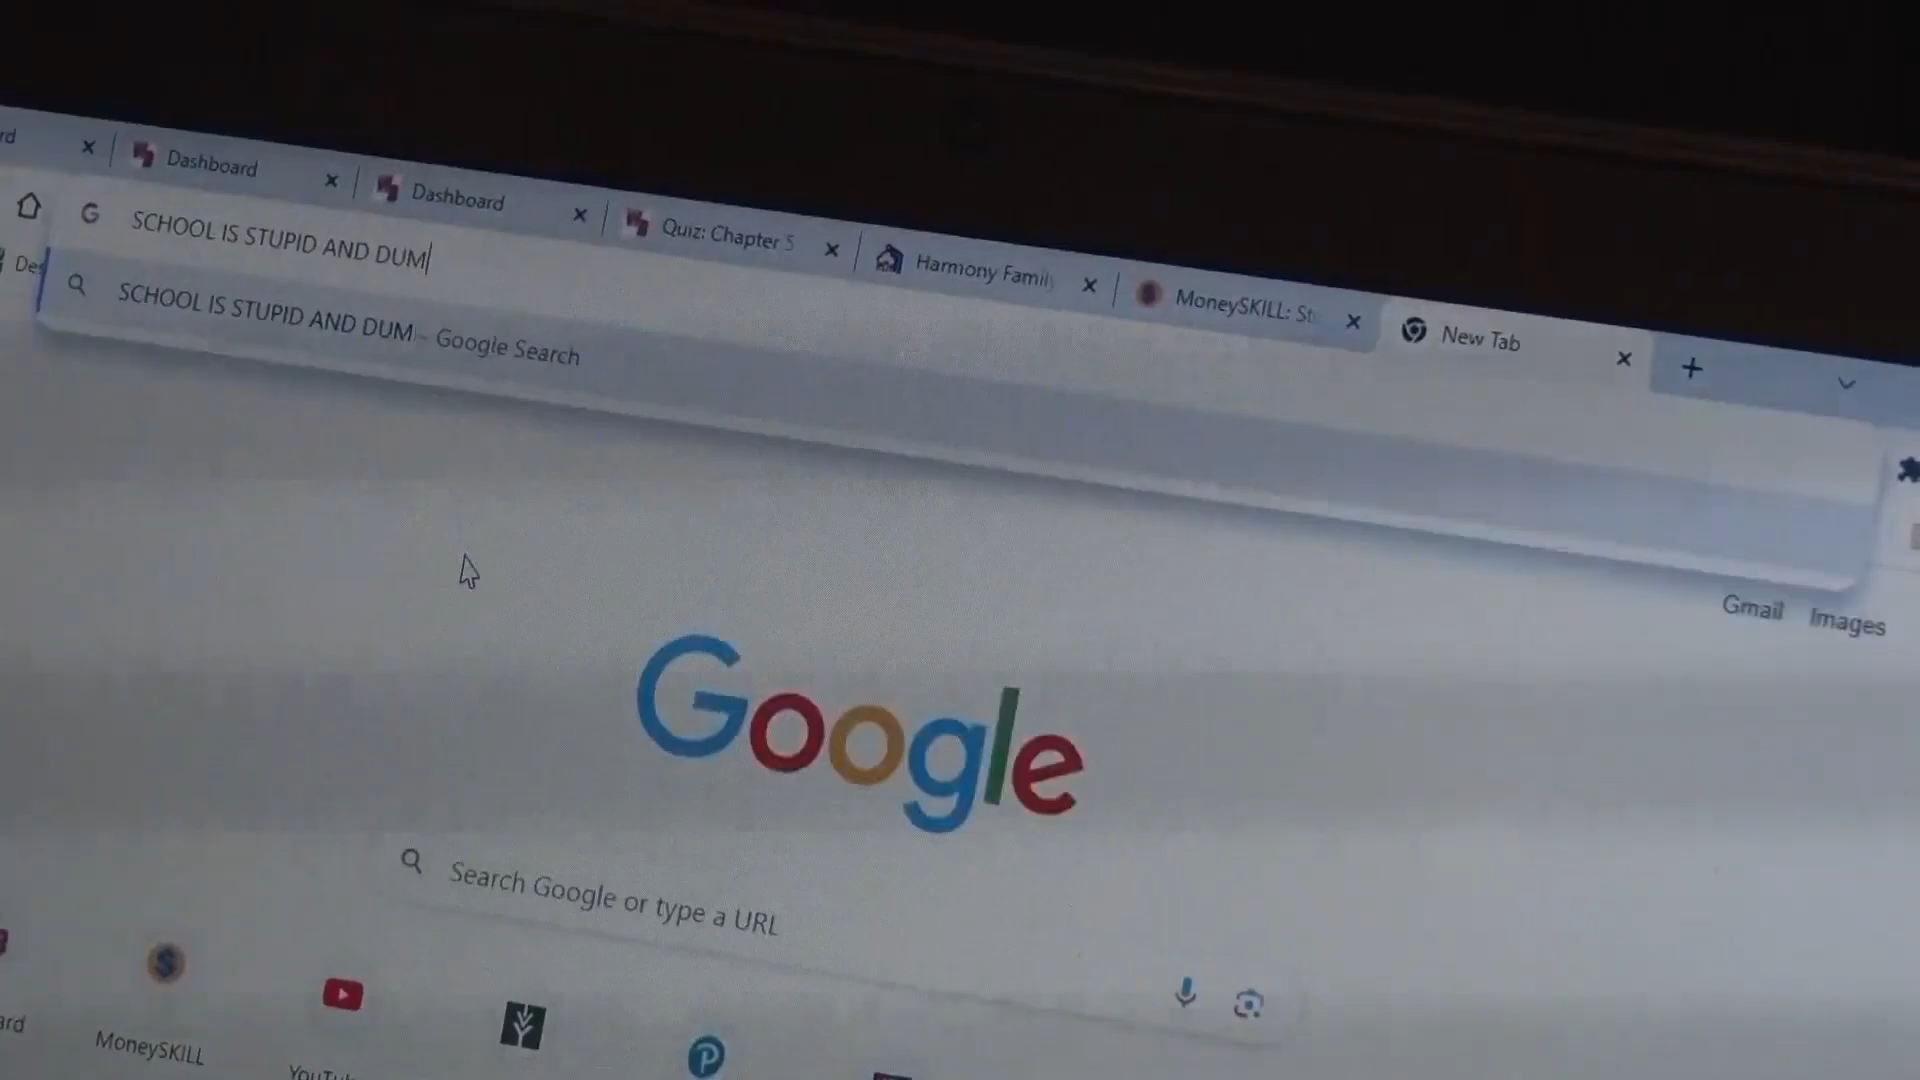 Dashboard
Dashboard
Quiz: Chapter 5
Harmony Family
MoneySKILL: St
New Tab
SCHOOL IS STUPID AND DUM
SCHOOL IS STUPID AND DUM - Google Search
Gmail Images
Google
Search Google or type a URL
MoneySKILL